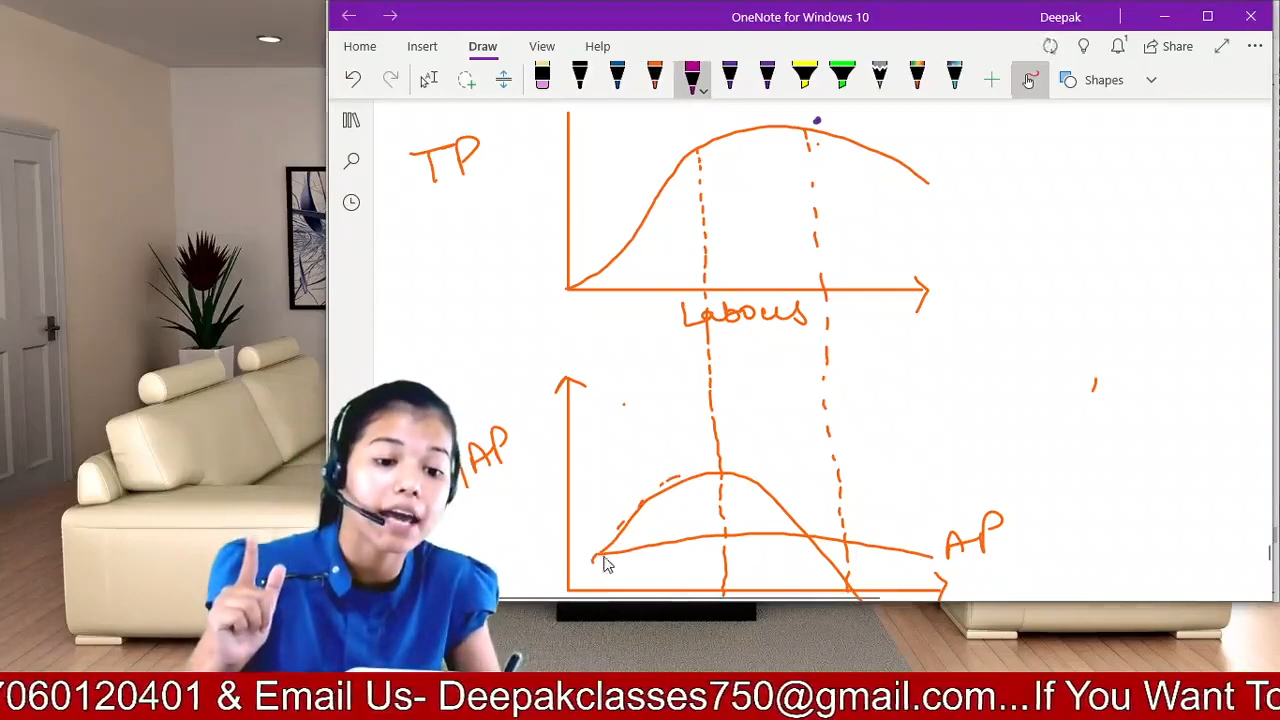 OneNote for Windows 10
Deepak
Home Insert Draw View Help
Share
Shapes
TP
Labous
AP
AP
7060120401 & Email Us- Deepakclasses750@gmail.com...If You Want To